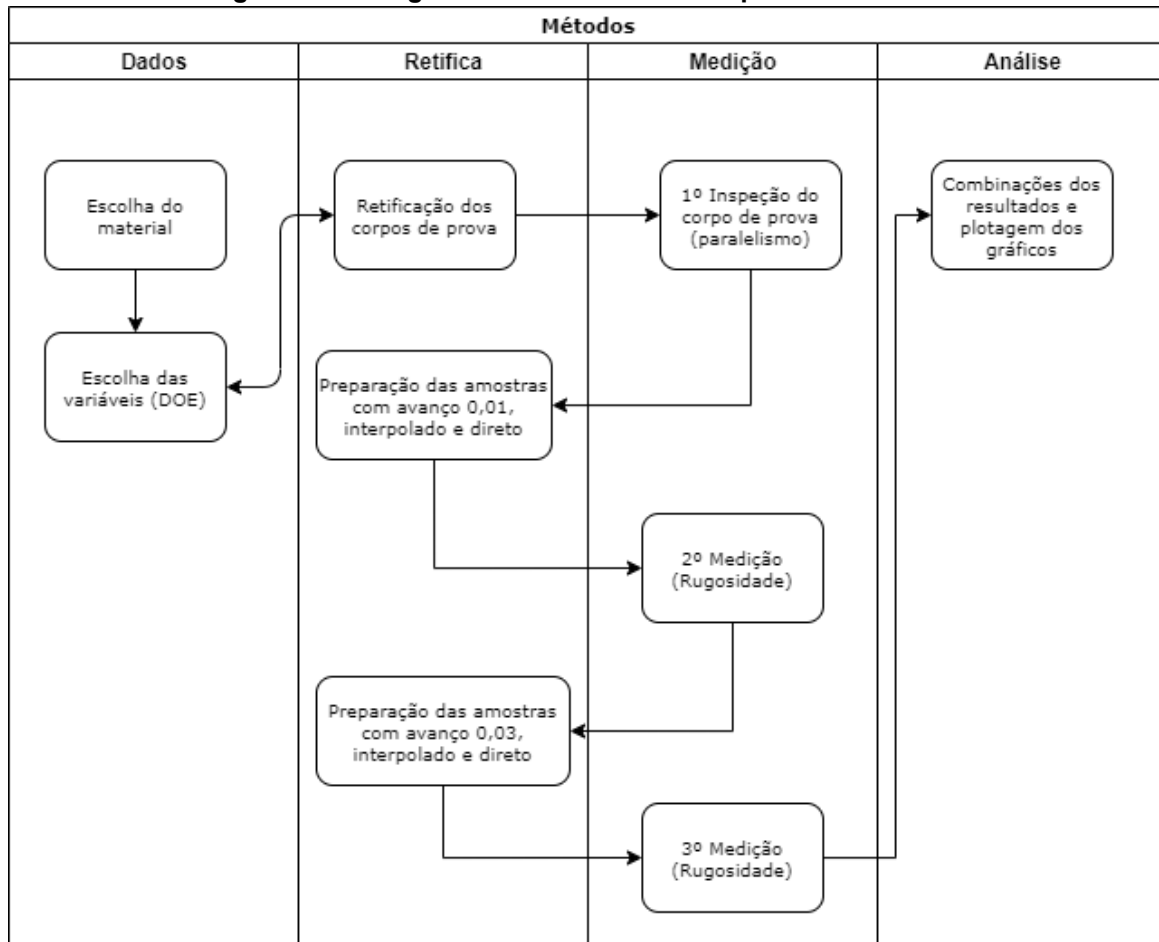 Métodos
Dados
Retifica
Medição
Análise
Escolha do
material
Retificação dos
corpos de prova
1º Inspeção do
corpo de prova
(paralelismo)
Combinações dos
resultados e
plotagem dos
gráficos
Escolha das
variáveis (DOE)
Preparação das amostras
com avanço 0,01,
interpolado e direto
2º Medição
(Rugosidade)
Preparação das amostras
com avanço 0,03,
interpolado e direto
3º Medição
(Rugosidade)